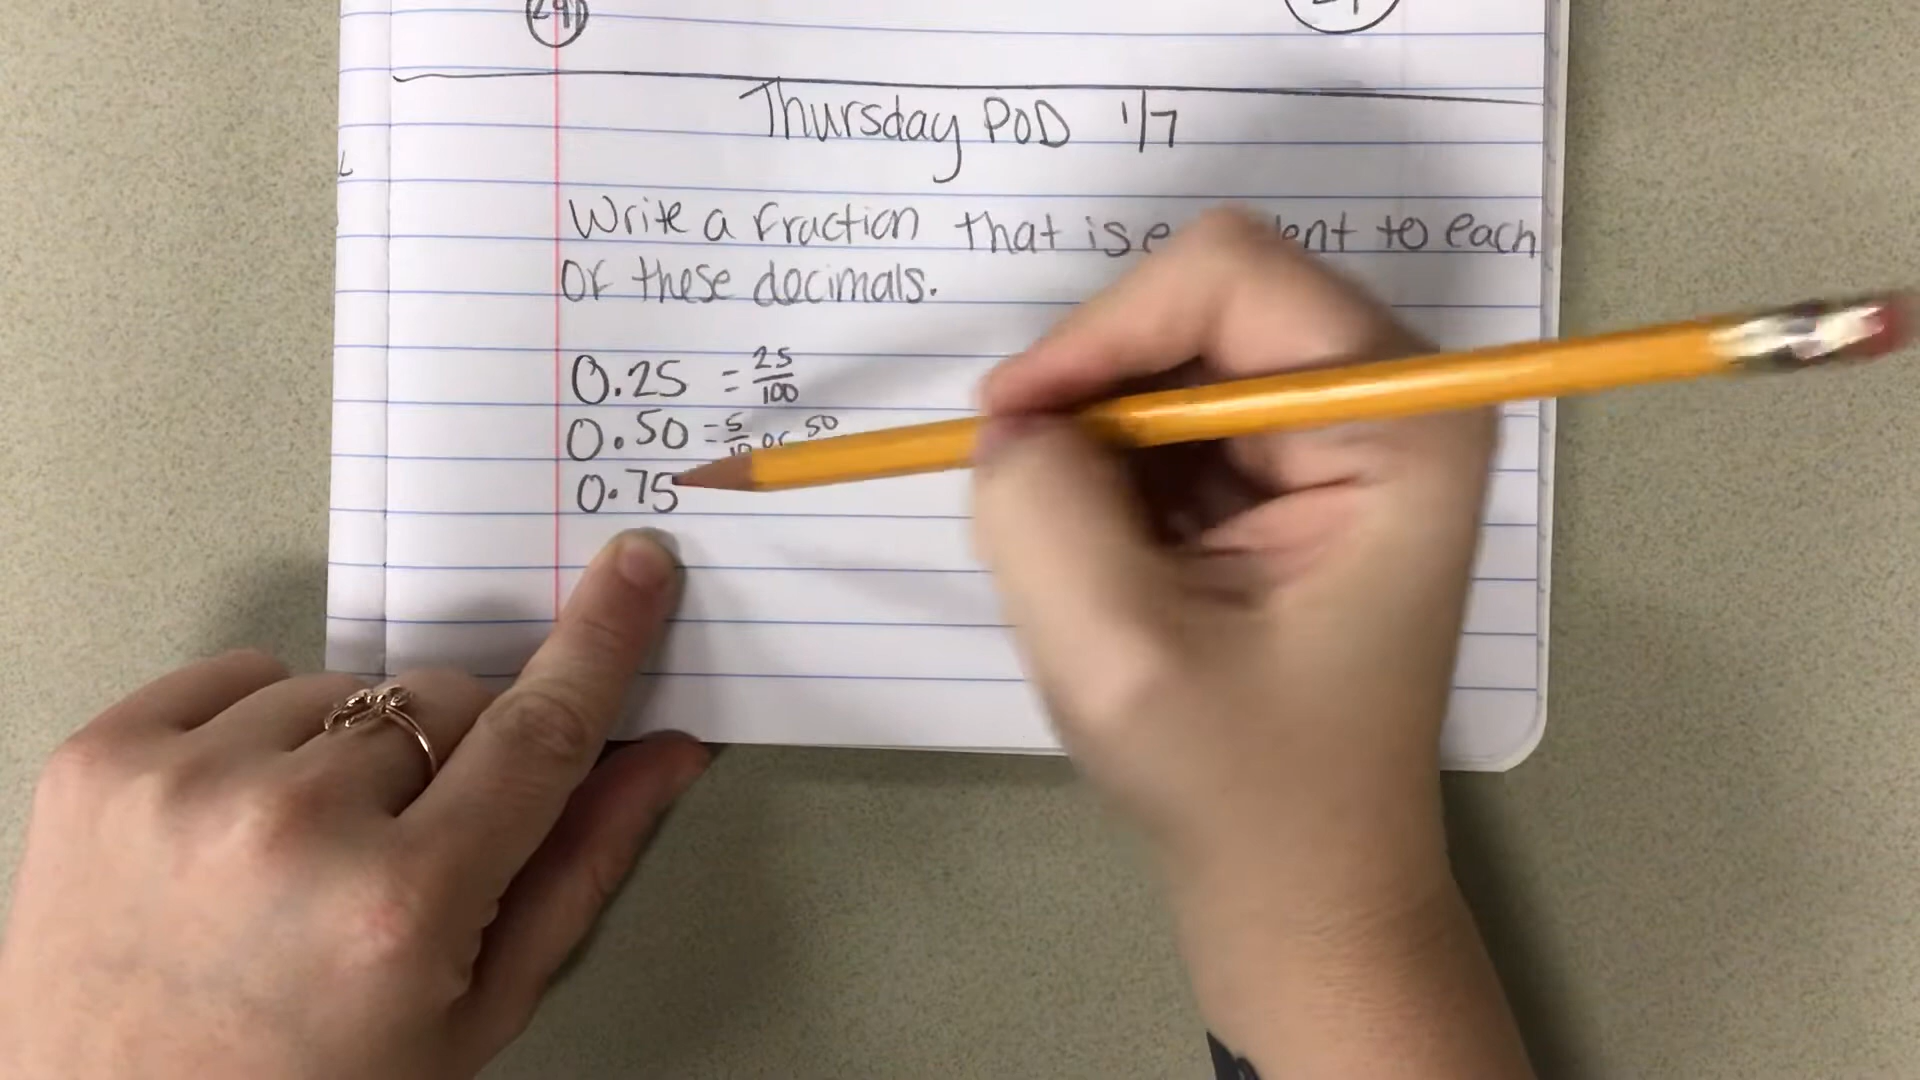 Thursday POD 1/7
Write a fraction that is to each
of these decimals.
0.25 = 25/100
0.50 = 5/10 or 50
0.75